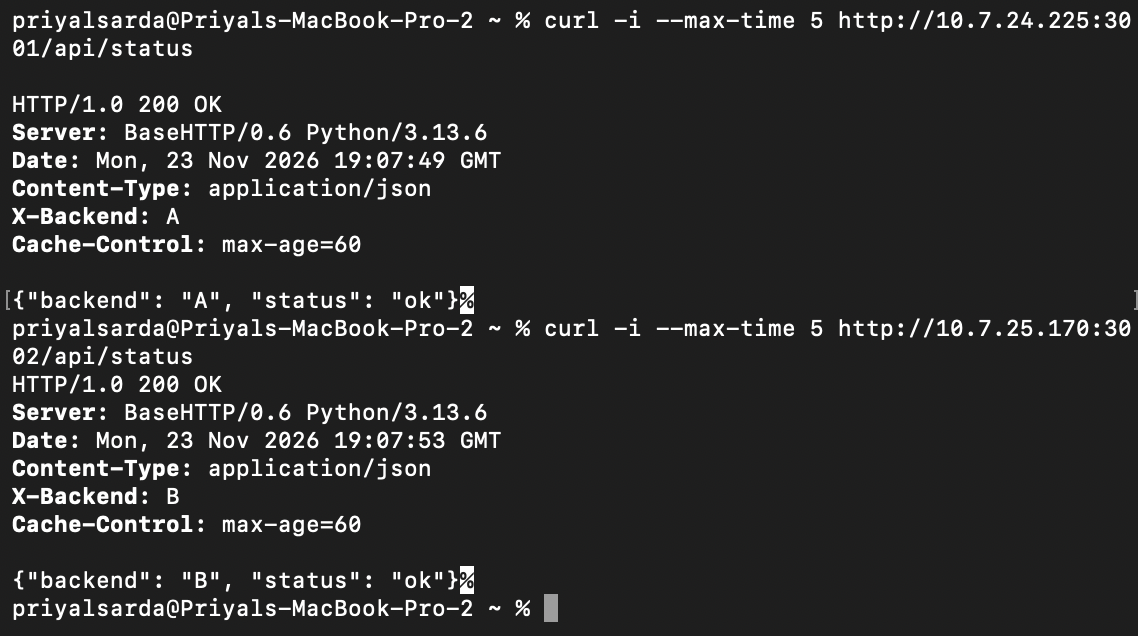 priyalsarda@Priyals-MacBook-Pro-2 ~ % curl -i --max-time 5 http://10.7.24.225:30
01/api/status
HTTP/1.0 200 OK
Server: BaseHTTP/0.6 Python/3.13.6
Date: Mon, 23 Nov 2026 19:07:49 GMT
Content-Type: application/json
X-Backend: A
Cache-Control: max-age=60
[{"backend": "A", "status": "ok"}% ]
priyalsarda@Priyals-MacBook-Pro-2 ~ % curl -i --max-time 5 http://10.7.25.170:30
02/api/status
HTTP/1.0 200 OK
Server: BaseHTTP/0.6 Python/3.13.6
Date: Mon, 23 Nov 2026 19:07:53 GMT
Content-Type: application/json
X-Backend: B
Cache-Control: max-age=60
{"backend": "B", "status": "ok"}%
priyalsarda@Priyals-MacBook-Pro-2 ~ %